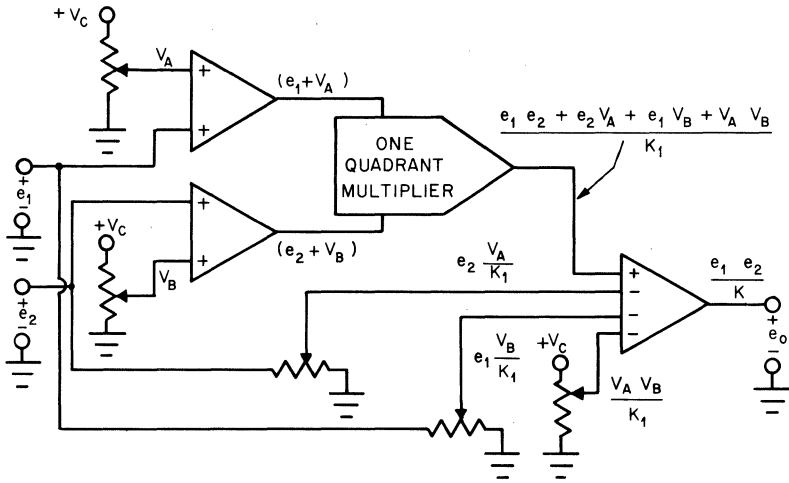 + V_C
V_A
+
+
(e_1+V_A)
ONE
QUADRANT
MULTIPLIER
e_1 e_2 + e_2 V_A + e_1 V_B + V_A V_B
K_1
+
e_1
-
+V_C
V_B
+
+
(e_2+V_B)
+
e_2
-
e_2 V_A
K_1
+
-
-
-
e_1 e_2
K
+
e_o
-
e_1 V_B
K_1
+V_C
V_A V_B
K_1